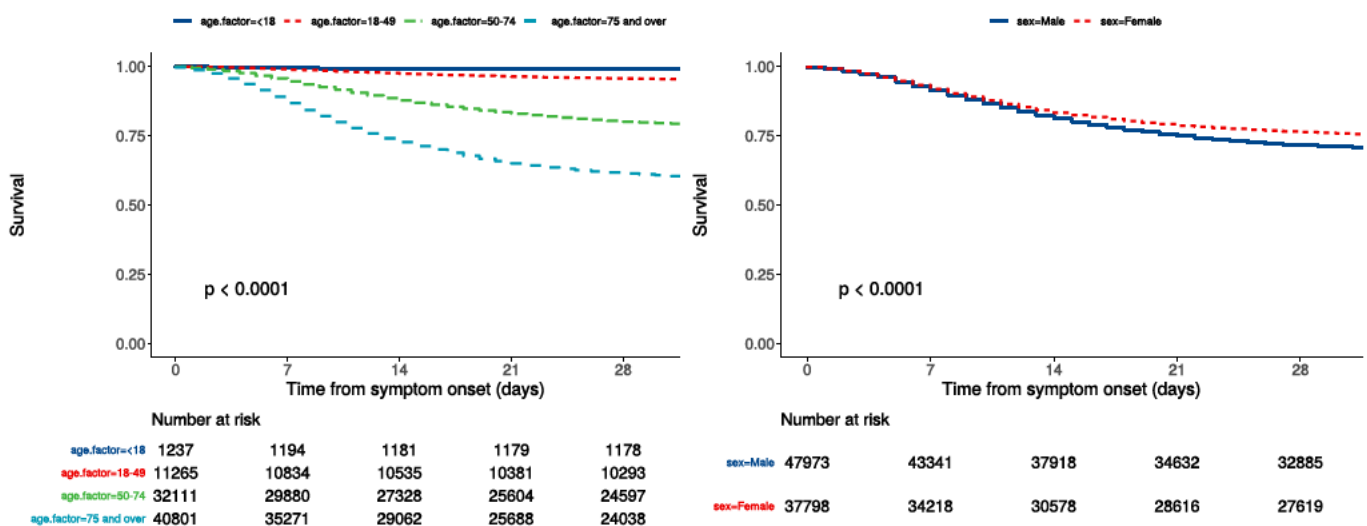 age.factor=<18 age.factor=18-49 age.factor=50-74 age.factor=75 and over
Survival
1.00
0.75
0.50
0.25
0.00
p < 0.0001
0 7 14 21 28
Time from symptom onset (days)
Number at risk
age.factor=<18 1237 1194 1181 1179 1178
age.factor=18-49 11265 10834 10535 10381 10293
age.factor=50-74 32111 29880 27328 25604 24597
age.factor=75 and over 40801 35271 29062 25688 24038
sex=Male sex=Female
Survival
1.00
0.75
0.50
0.25
0.00
p < 0.0001
0 7 14 21 28
Time from symptom onset (days)
Number at risk
sex=Male 47973 43341 37918 34632 32885
sex=Female 37798 34218 30578 28616 27619